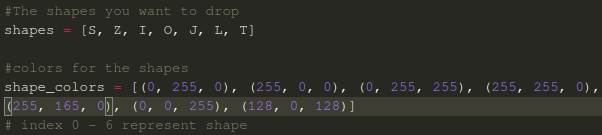 #The shapes you want to drop
shapes = [S, Z, I, O, J, L, T]
#colors for the shapes
shape_colors = [(0, 255, 0), (255, 0, 0), (0, 255, 255), (255, 255, 0),
(255, 165, 0), (0, 0, 255), (128, 0, 128)]
# index 0 - 6 represent shape